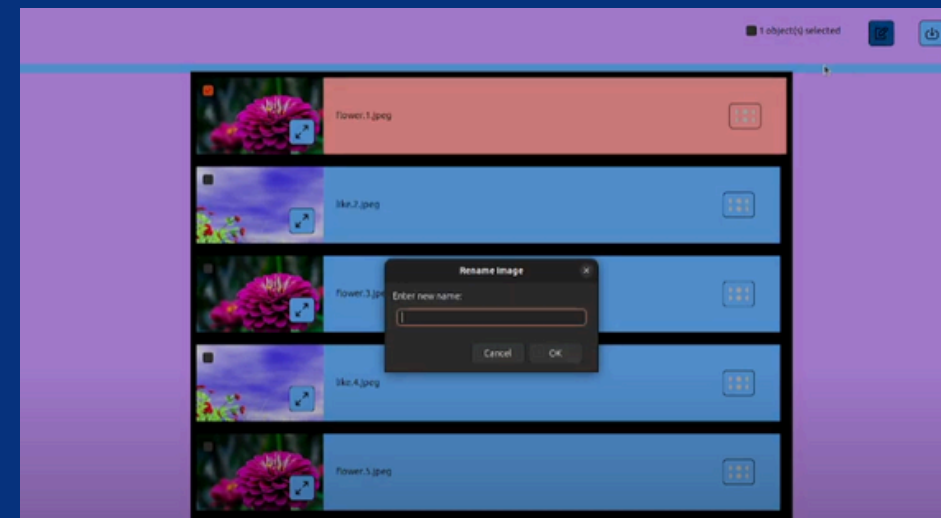 1 object(s) selected
flower.1.jpeg
like.2.jpeg
Rename Image
flower.3.jpe
Enter new name:
Cancel
OK
like.4.jpeg
flower.5.jpeg